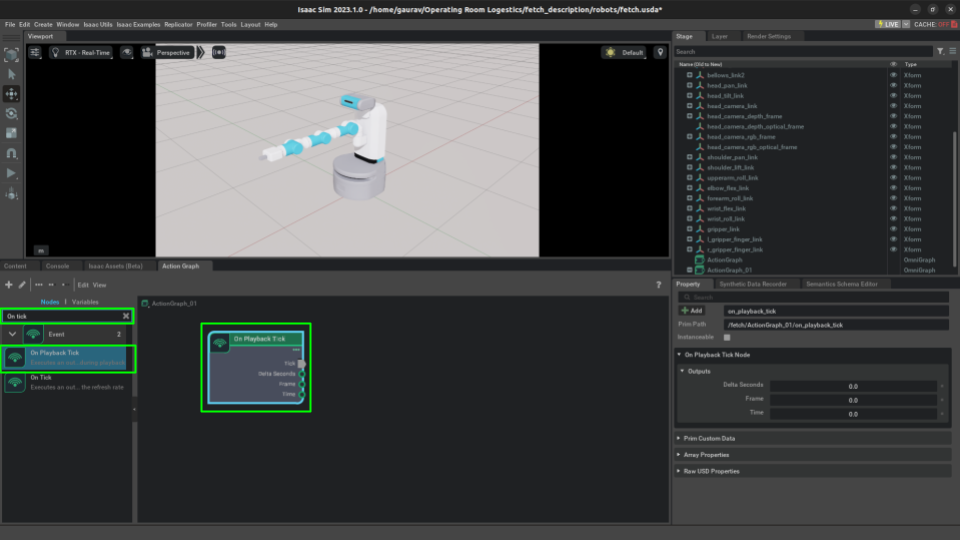 Isaac Sim 2023.1.0 - /home/gaurav/Operating Room Logestics/fetch_description/robots/fetch.usda*
File Edit Create Window Isaac Utils Isaac Examples Replicator Profiler Tools Layout Help
LIVE CACHE: OFF
Viewport
RTX - Real-Time
Perspective
Default
m
Stage Layer Render Settings
Search
Name (Old to New) Type
bellows_link2 Xform
head_pan_link Xform
head_tilt_link Xform
head_camera_link Xform
head_camera_depth_frame Xform
head_camera_depth_optical_frame Xform
head_camera_rgb_frame Xform
head_camera_rgb_optical_frame Xform
shoulder_pan_link Xform
shoulder_lift_link Xform
upperarm_roll_link Xform
elbow_flex_link Xform
forearm_roll_link Xform
wrist_flex_link Xform
wrist_roll_link Xform
gripper_link Xform
l_gripper_finger_link Xform
r_gripper_finger_link Xform
ActionGraph OmniGraph
ActionGraph_01 OmniGraph
Content Console Isaac Assets (Beta) Action Graph
Edit View ?
Nodes Variables
On tick
Event 2
On Playback Tick
Executes an out...during playback
On Tick
Executes an out... the refresh rate
ActionGraph_01
On Playback Tick
Tick
Delta Seconds
Frame
Time
Property Synthetic Data Recorder Semantics Schema Editor
Search
Add on_playback_tick
Prim Path /fetch/ActionGraph_01/on_playback_tick
Instanceable
On Playback Tick Node
Outputs
Delta Seconds 0.0
Frame 0.0
Time 0.0
Prim Custom Data
Array Properties
Raw USD Properties